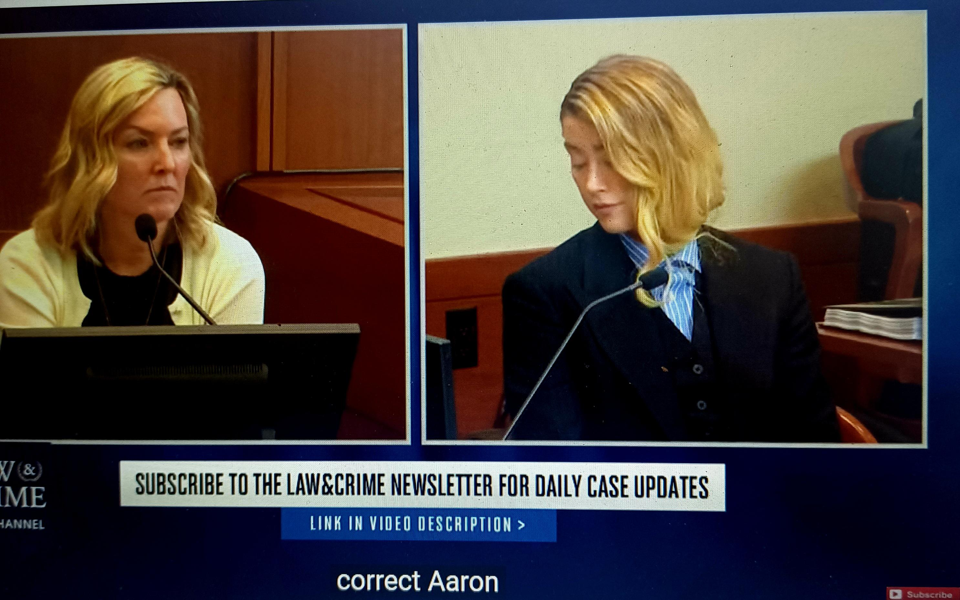 W &
IME
HANNEL
SUBSCRIBE TO THE LAW&CRIME NEWSLETTER FOR DAILY CASE UPDATES
LINK IN VIDEO DESCRIPTION >
correct Aaron
Subscribe